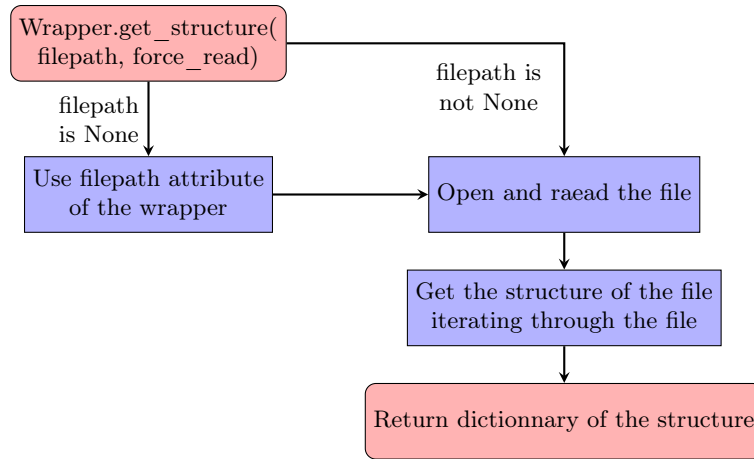 Wrapper.get_structure(
filepath, force_read)
filepath is
not None
filepath
is None
Use filepath attribute
of the wrapper
Open and raead the file
Get the structure of the file
iterating through the file
Return dictionnary of the structure